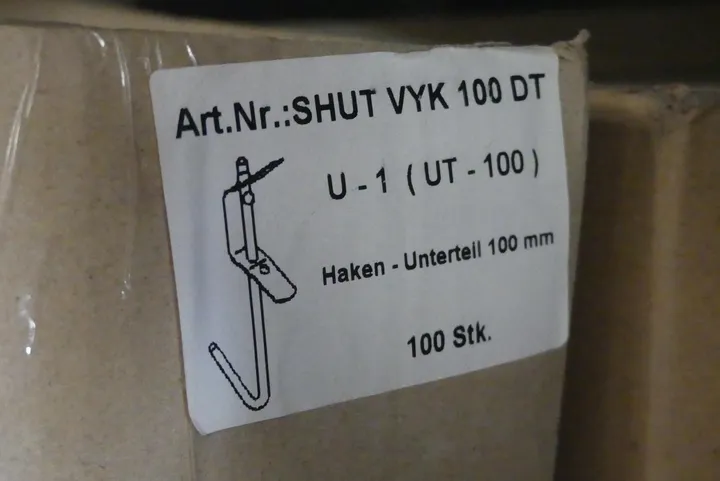 Art.Nr.:SHUT VYK 100 DT
U - 1 ( UT - 100 )
Haken - Unterteil 100 mm
100 Stk.